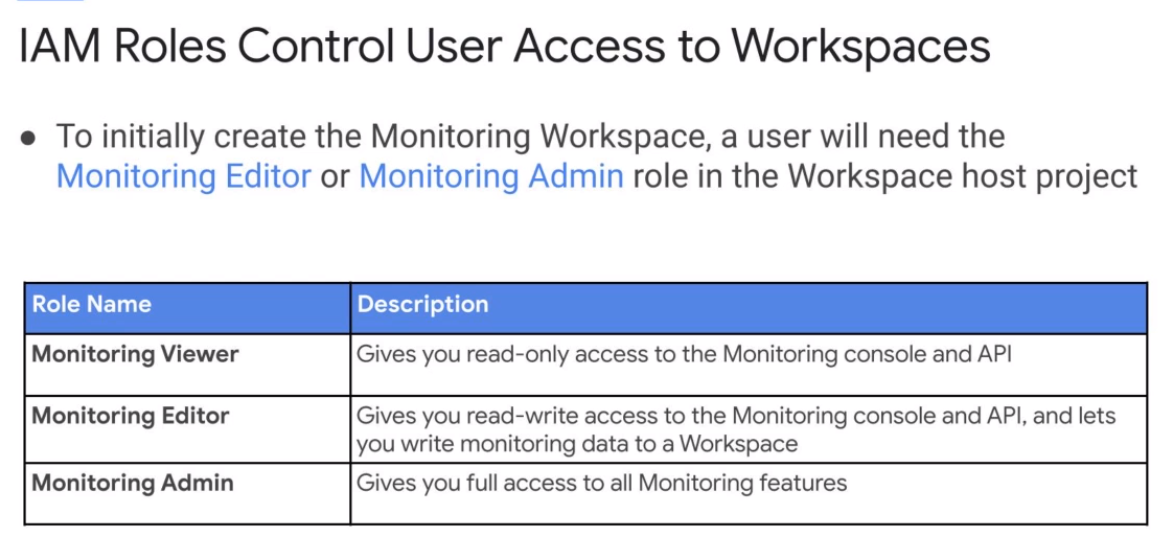 IAM Roles Control User Access to Workspaces
● To initially create the Monitoring Workspace, a user will need the
Monitoring Editor or Monitoring Admin role in the Workspace host project
Role Name Description
Monitoring Viewer Gives you read-only access to the Monitoring console and API
Monitoring Editor Gives you read-write access to the Monitoring console and API, and lets
you write monitoring data to a Workspace
Monitoring Admin Gives you full access to all Monitoring features